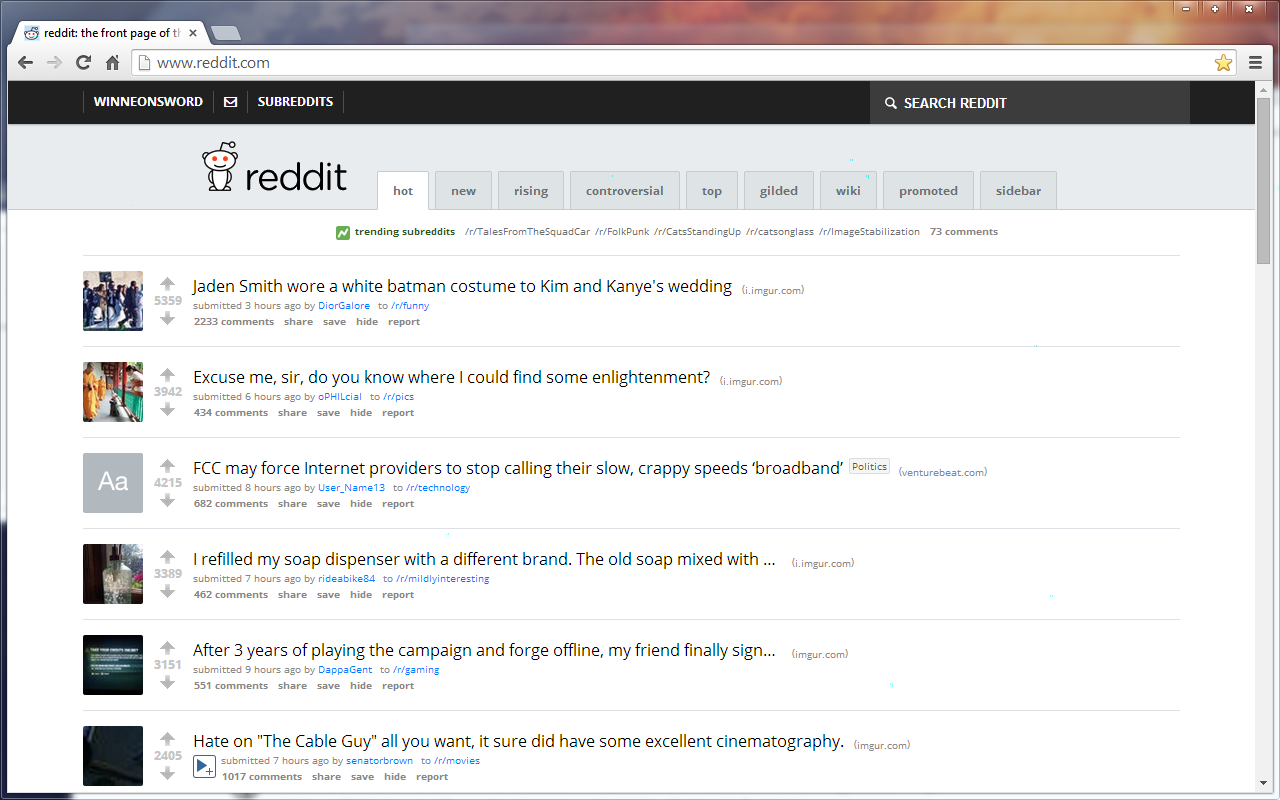 reddit: the front page of th
www.reddit.com
WINNEONSWORD SUBREDDITS SEARCH REDDIT
reddit hot new rising controversial top gilded wiki promoted sidebar
trending subreddits /r/TalesFromTheSquadCar /r/FolkPunk /r/CatsStandingUp /r/catsonglass /r/ImageStabilization 73 comments
Jaden Smith wore a white batman costume to Kim and Kanye's wedding (i.imgur.com)
5359
submitted 3 hours ago by DiorGalore to /r/funny
2233 comments share save hide report
Excuse me, sir, do you know where I could find some enlightenment? (i.imgur.com)
3942
submitted 6 hours ago by oPHILcial to /r/pics
434 comments share save hide report
Aa
FCC may force Internet providers to stop calling their slow, crappy speeds ‘broadband’ Politics (venturebeat.com)
4215
submitted 8 hours ago by User_Name13 to /r/technology
682 comments share save hide report
I refilled my soap dispenser with a different brand. The old soap mixed with ... (i.imgur.com)
3389
submitted 7 hours ago by rideabike84 to /r/mildlyinteresting
462 comments share save hide report
After 3 years of playing the campaign and forge offline, my friend finally sign... (imgur.com)
3151
submitted 9 hours ago by DappaGent to /r/gaming
551 comments share save hide report
Hate on "The Cable Guy" all you want, it sure did have some excellent cinematography. (imgur.com)
2405
submitted 7 hours ago by senatorbrown to /r/movies
1017 comments share save hide report